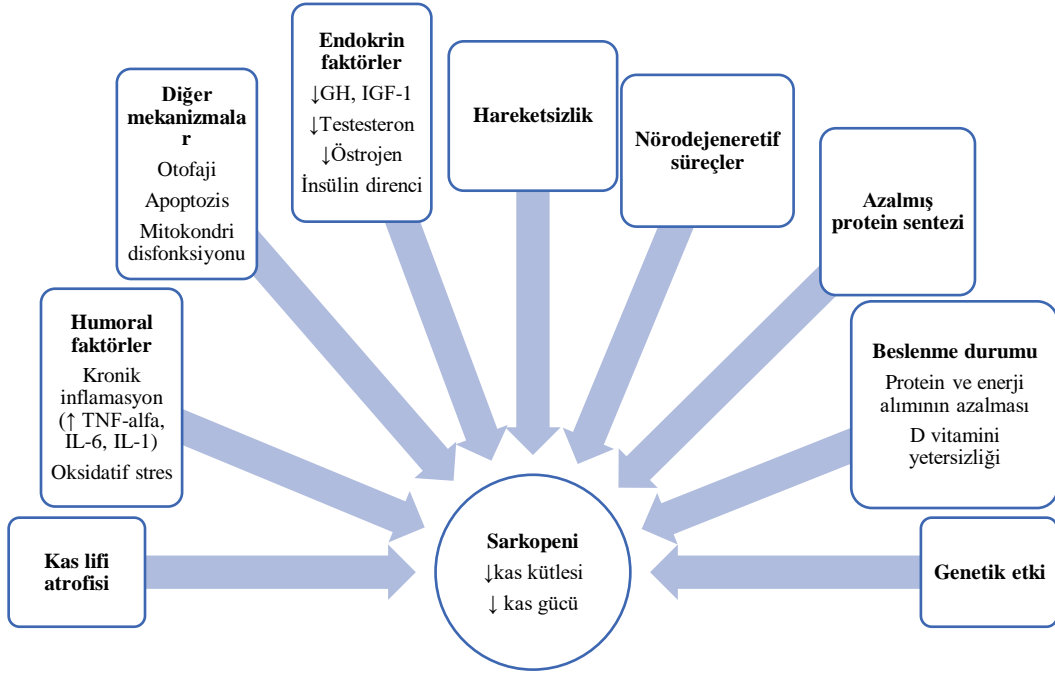 Kas lifi
atrofisi
Humoral
faktörler
Kronik
inflamasyon
(↑ TNF-alfa,
IL-6, IL-1)
Oksidatif stres
Diğer
mekanizmala
r
Otofaji
Apoptozis
Mitokondri
disfonksiyonu
Endokrin
faktörler
↓GH, IGF-1
↓Testesteron
↓Östrojen
İnsülin direnci
Hareketsizlik
Nörodejeneretif
süreçler
Azalmış
protein sentezi
Beslenme durumu
Protein ve enerji
alımının azalması
D vitamini
yetersizliği
Genetik etki
Sarkopeni
↓kas kütlesi
↓ kas gücü